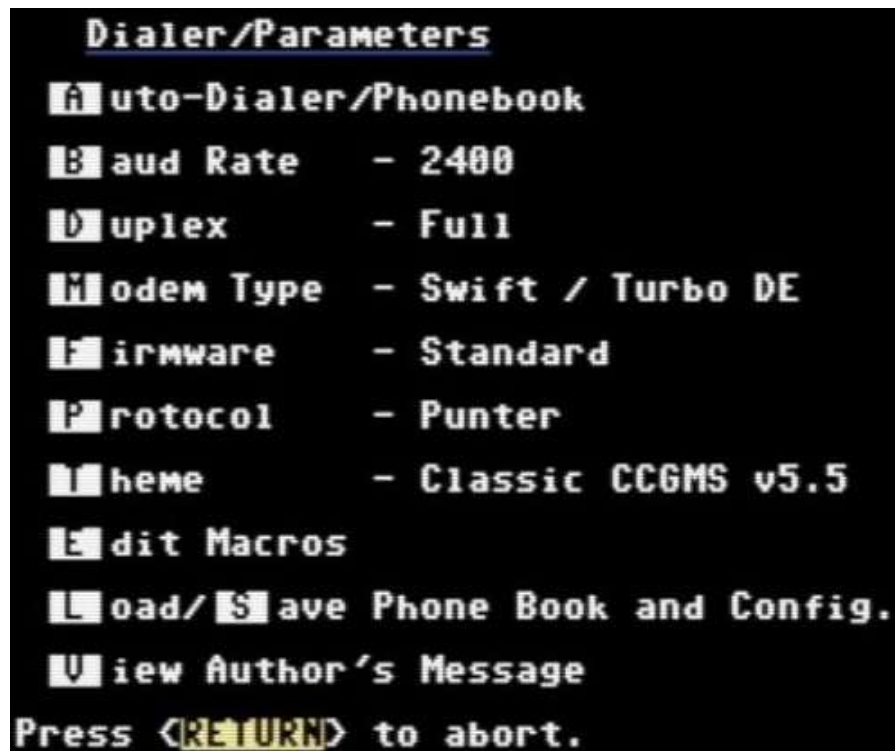 Dialer/Parameters
Auto-Dialer/Phonebook
Baud Rate - 2400
Duplex - Full
Modem Type - Swift / Turbo DE
Firmware - Standard
Protocol - Punter
Theme - Classic CCGMS v5.5
Edit Macros
Load/Save Phone Book and Config.
View Author's Message
Press <RETURN> to abort.